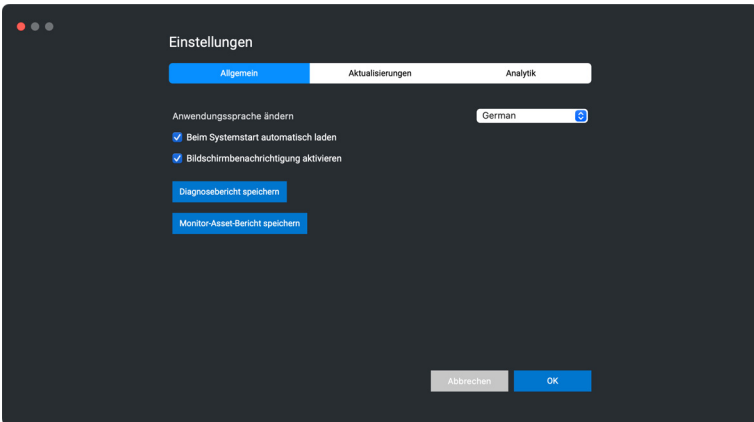 Einstellungen
Allgemein
Aktualisierungen
Analytik
Anwendungssprache ändern
German
Beim Systemstart automatisch laden
Bildschirmbenachrichtigung aktivieren
Diagnosebericht speichern
Monitor-Asset-Bericht speichern
Abbrechen
OK